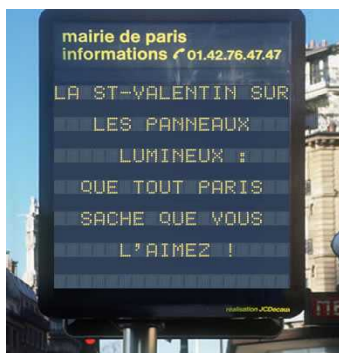 mairie de paris
informations 01.42.76.47.47
LA ST-VALENTIN SUR
LES PANNEAUX
LUMINEUX :
QUE TOUT PARIS
SACHE QUE VOUS
L'AIMEZ !
réalisation JCDecaux